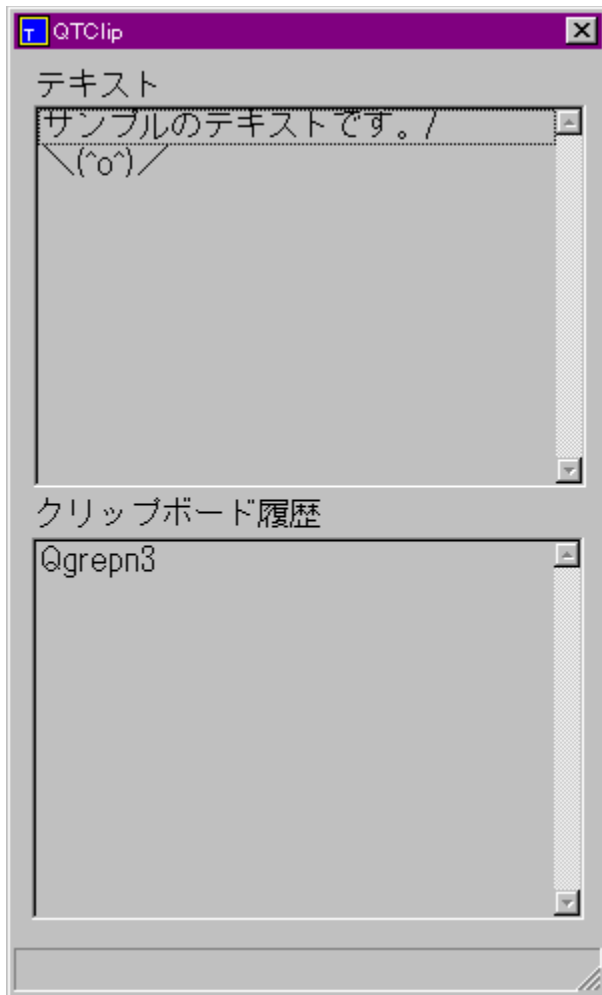 T QTClip
テキスト
サンプルのテキストです。/
＼(^o^)／
クリップボード履歴
Qgrepn3